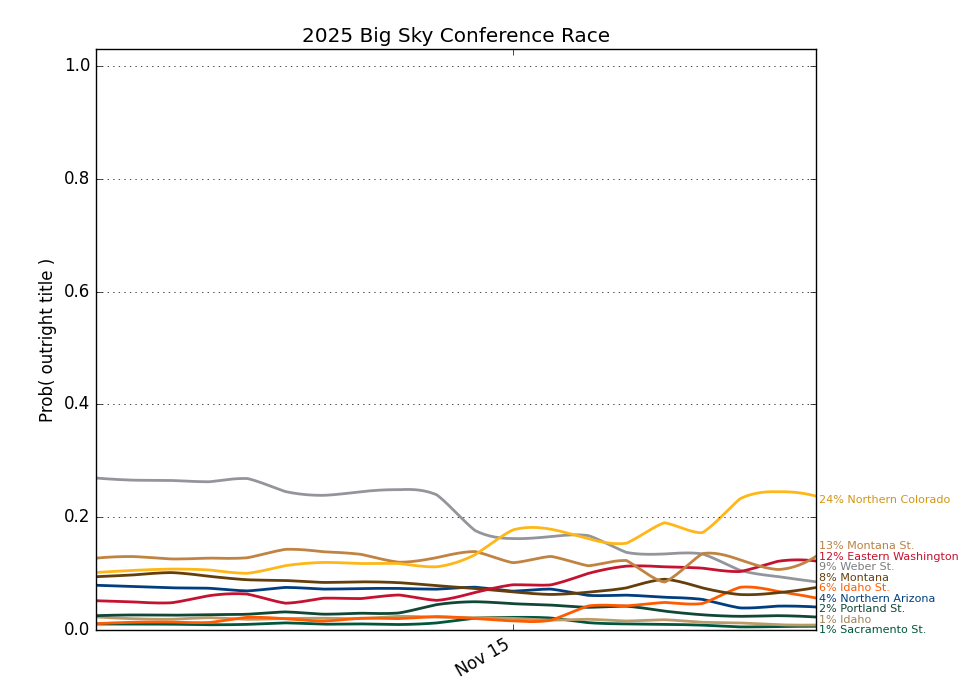 2025 Big Sky Conference Race
Prob( outright title )
1.0
0.8
0.6
0.4
0.2
0.0
Nov 15
24% Northern Colorado
13% Montana St.
12% Eastern Washington
9% Weber St.
8% Montana
6% Idaho St.
4% Northern Arizona
2% Portland St.
1% Idaho
1% Sacramento St.